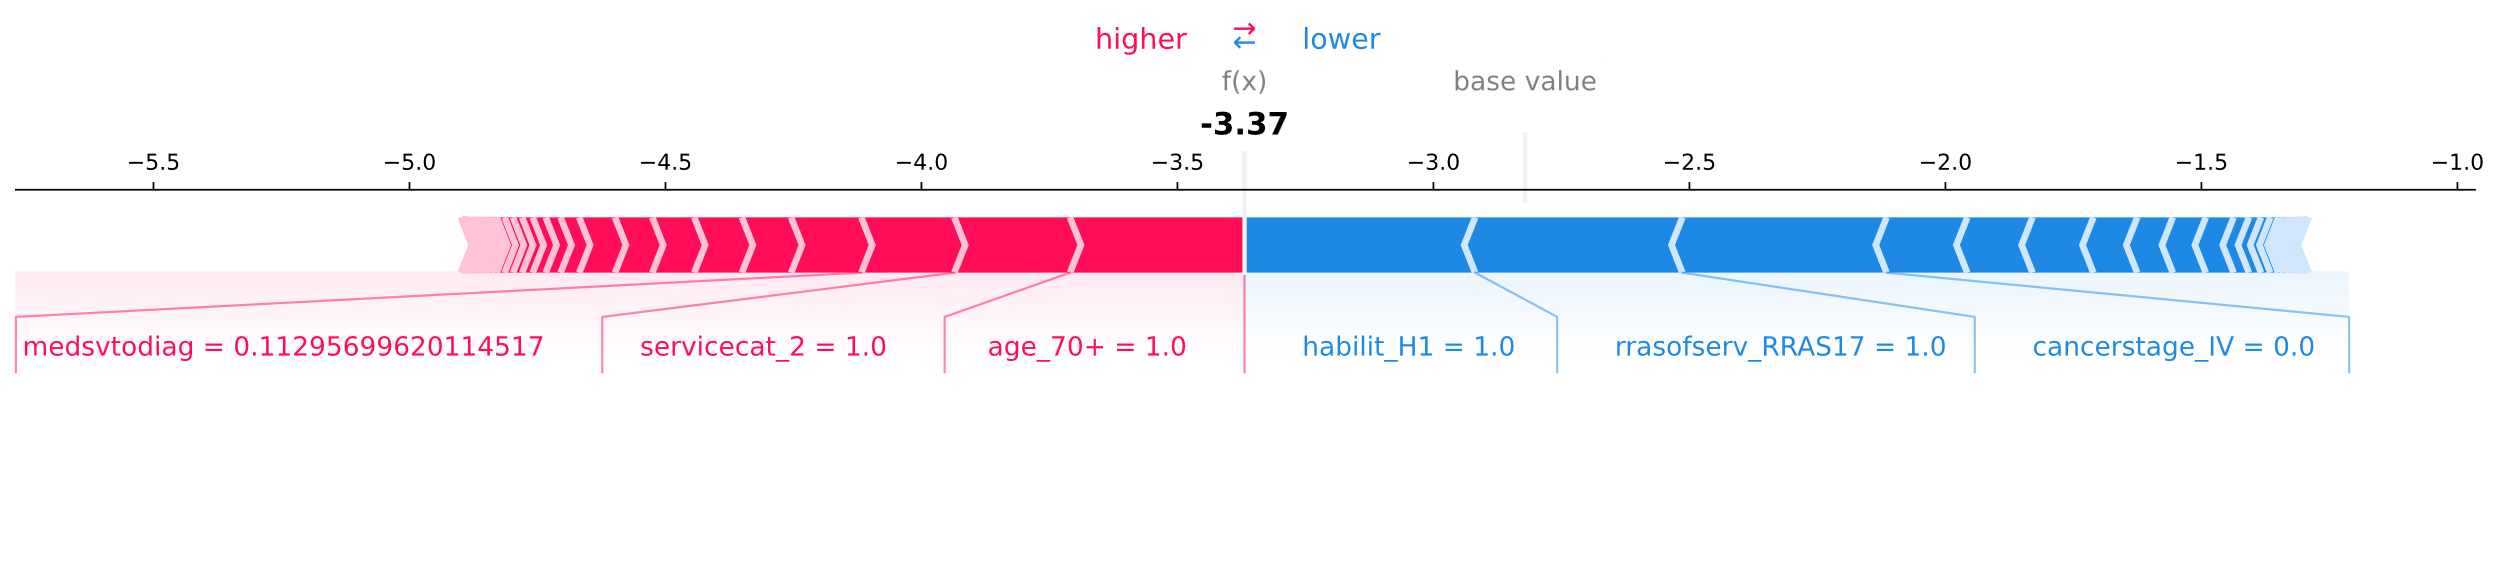 higher ⇄ lower
f(x) base value
-3.37
−5.5 −5.0 −4.5 −4.0 −3.5 −3.0 −2.5 −2.0 −1.5 −1.0
medsvtodiag = 0.11295699620114517 servicecat_2 = 1.0 age_70+ = 1.0 habilit_H1 = 1.0 rrasofserv_RRAS17 = 1.0 cancerstage_IV = 0.0